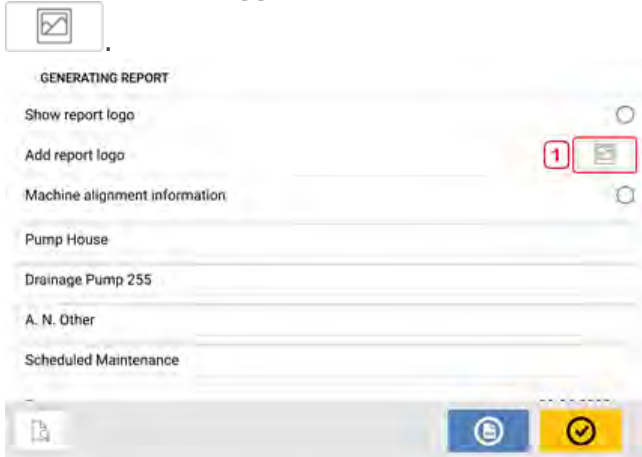 .
GENERATING REPORT
Show report logo
Add report logo
1
Machine alignment information
Pump House
Drainage Pump 255
A. N. Other
Scheduled Maintenance